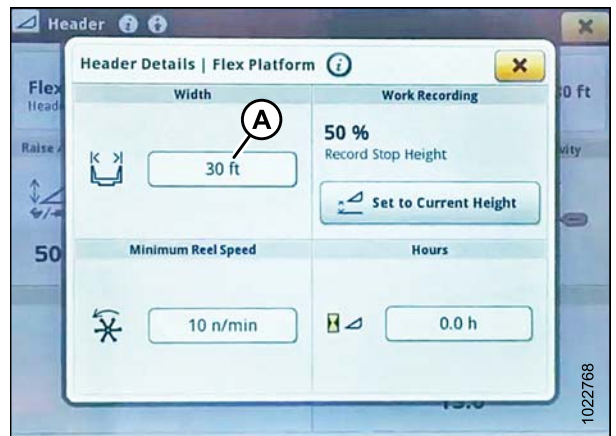 Header
Header Details | Flex Platform
Flex
Head
0 ft
Width
Work Recording
A
50 %
Record Stop Height
30 ft
Raise
vity
Set to Current Height
50
Minimum Reel Speed
Hours
10 n/min
0.0 h
1022768